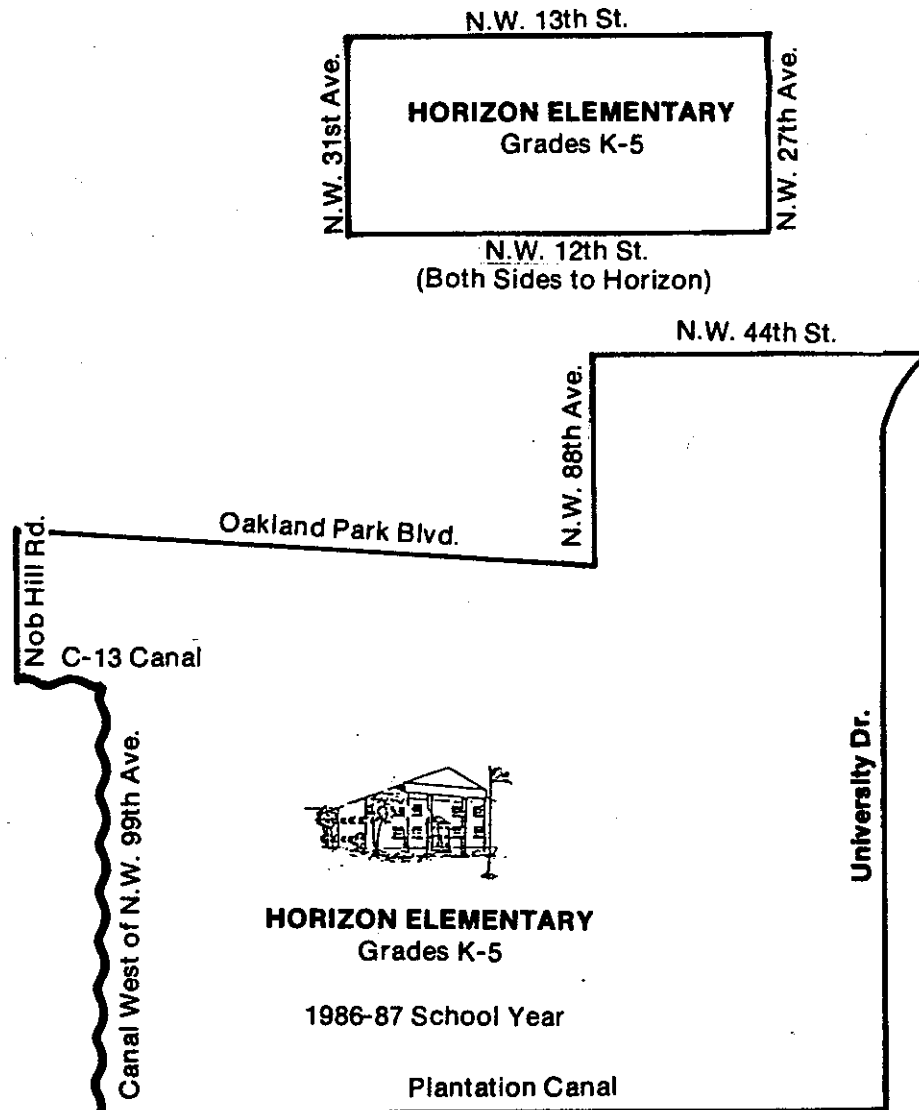 N.W. 13th St.
N.W. 31st Ave.
HORIZON ELEMENTARY
Grades K-5
N.W. 27th Ave.
N.W. 12th St.
(Both Sides to Horizon)
N.W. 44th St.
N.W. 88th Ave.
Oakland Park Blvd.
Nob Hill Rd.
C-13 Canal
Canal West of N.W. 99th Ave.
University Dr.
HORIZON ELEMENTARY
Grades K-5
1986-87 School Year
Plantation Canal